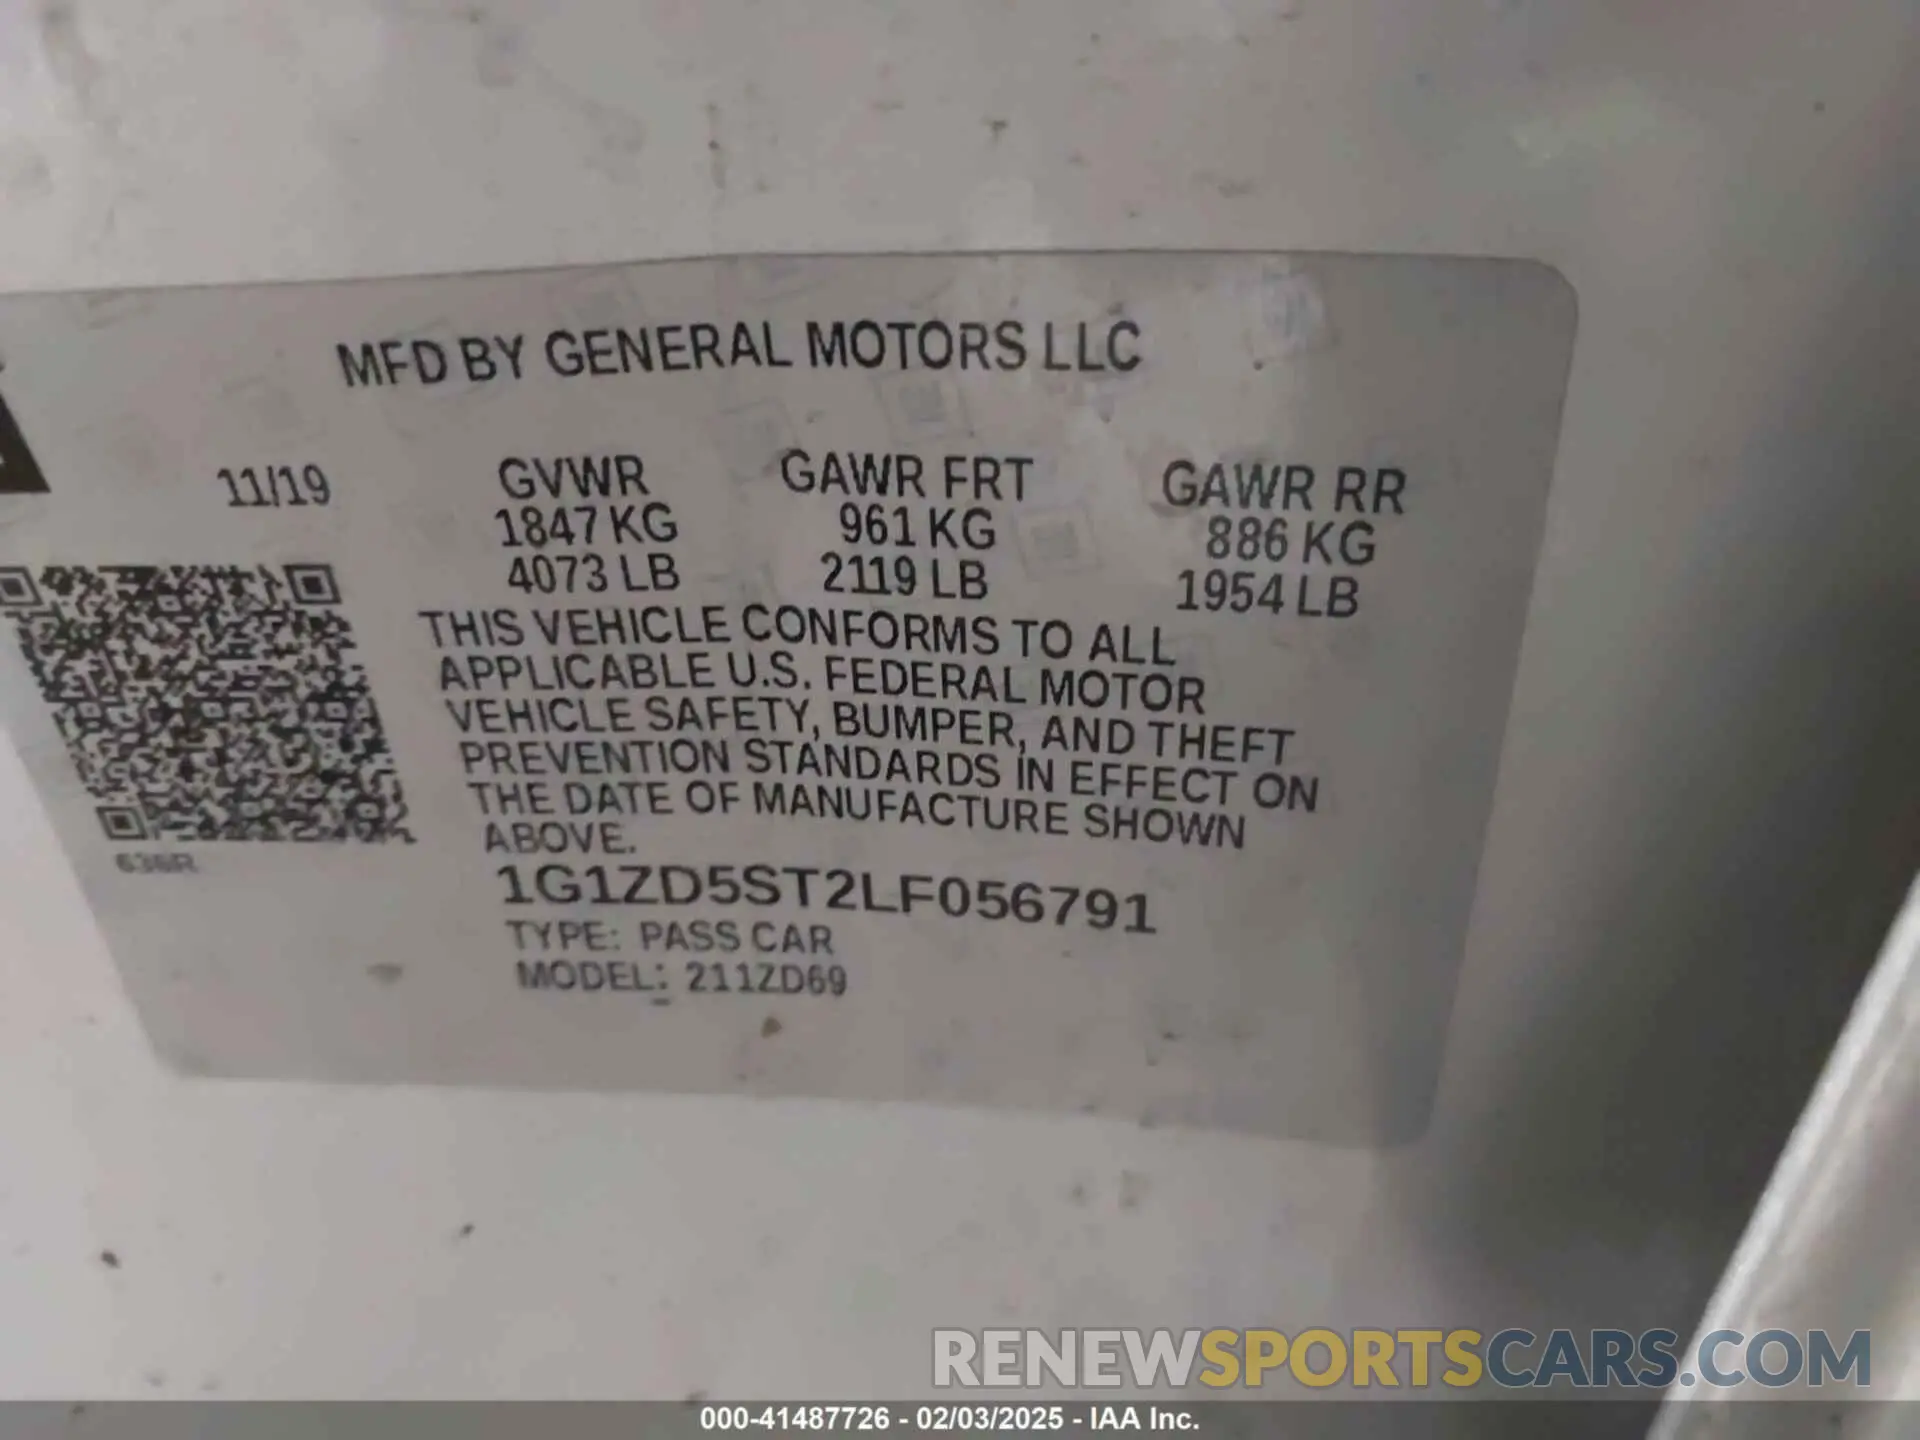 MFD BY GENERAL MOTORS LLC
11/19
GVWR
1847 KG
4073 LB
GAWR FRT
961 KG
2119 LB
GAWR RR
886 KG
1954 LB
THIS VEHICLE CONFORMS TO ALL
APPLICABLE U.S. FEDERAL MOTOR
VEHICLE SAFETY, BUMPER, AND THEFT
PREVENTION STANDARDS IN EFFECT ON
THE DATE OF MANUFACTURE SHOWN
ABOVE.
636R
1G1ZD5ST2LF056791
TYPE: PASS CAR
MODEL: 211ZD69
RENEWSPORTSCARS.COM
000-41487726 - 02/03/2025 - IAA Inc.